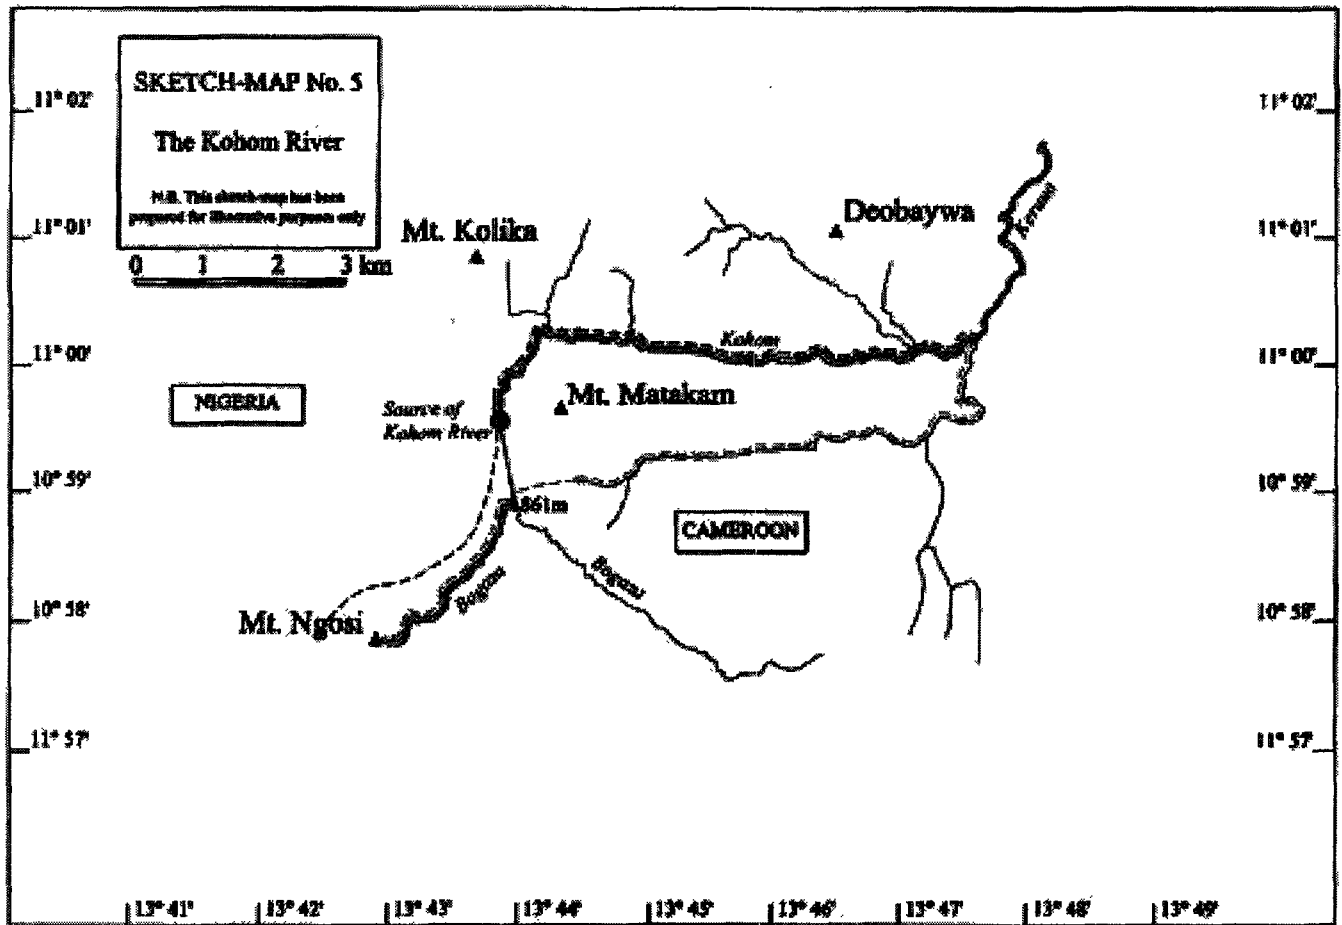 SKETCH-MAP No. 5
The Kohom River
N.B. This sketch-map has been
prepared for illustrative purposes only
0 1 2 3 km
11° 02' 11° 02'
11° 01' 11° 01'
11° 00' 11° 00'
10° 59' 10° 59'
10° 58' 10° 58'
11° 57' 11° 57'
Mt. Kolika
Deobaywa
Kerawa
Kohom
NIGERIA
Source of
Kohom River
Mt. Matakam
861m
CAMEROON
Mt. Ngosi
13° 41' 13° 42' 13° 43' 13° 44' 13° 45' 13° 46' 13° 47' 13° 48' 13° 49'